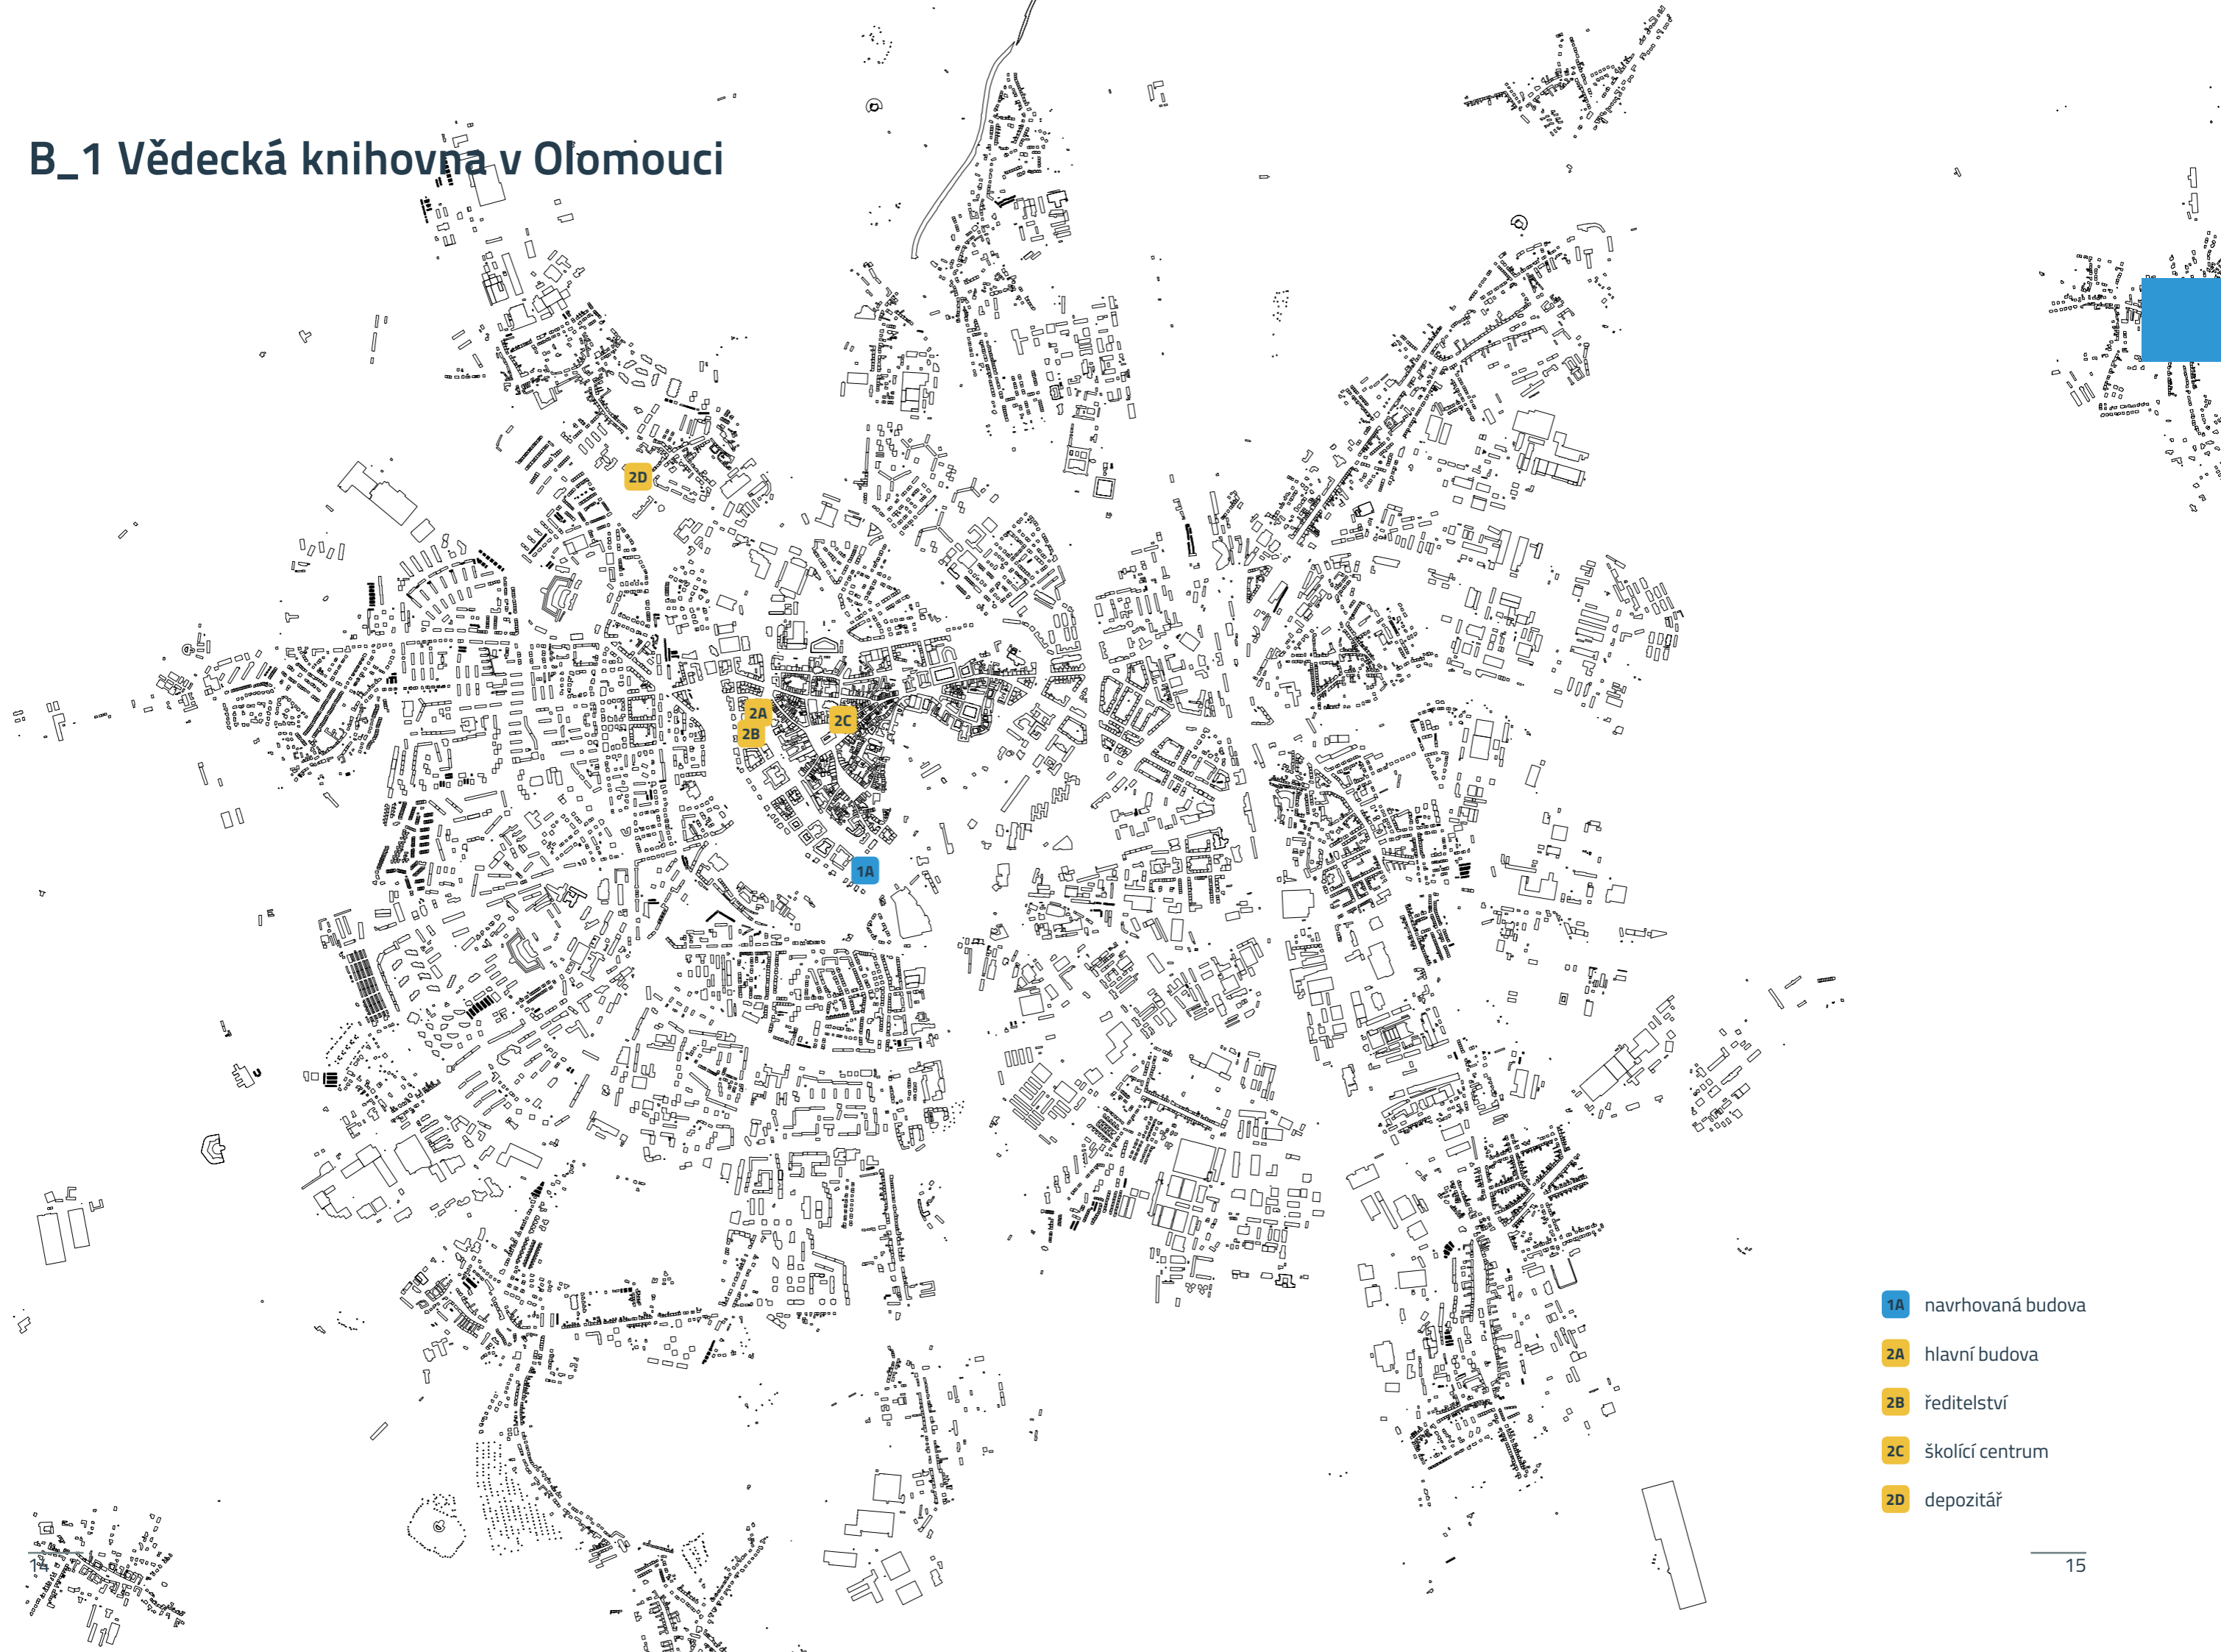 B_1 Vědecká knihovna v Olomouci
2D
2A
2C
2B
1A
1A navrhovaná budova
2A hlavní budova
2B ředitelství
2C školící centrum
2D depozitář
14
15